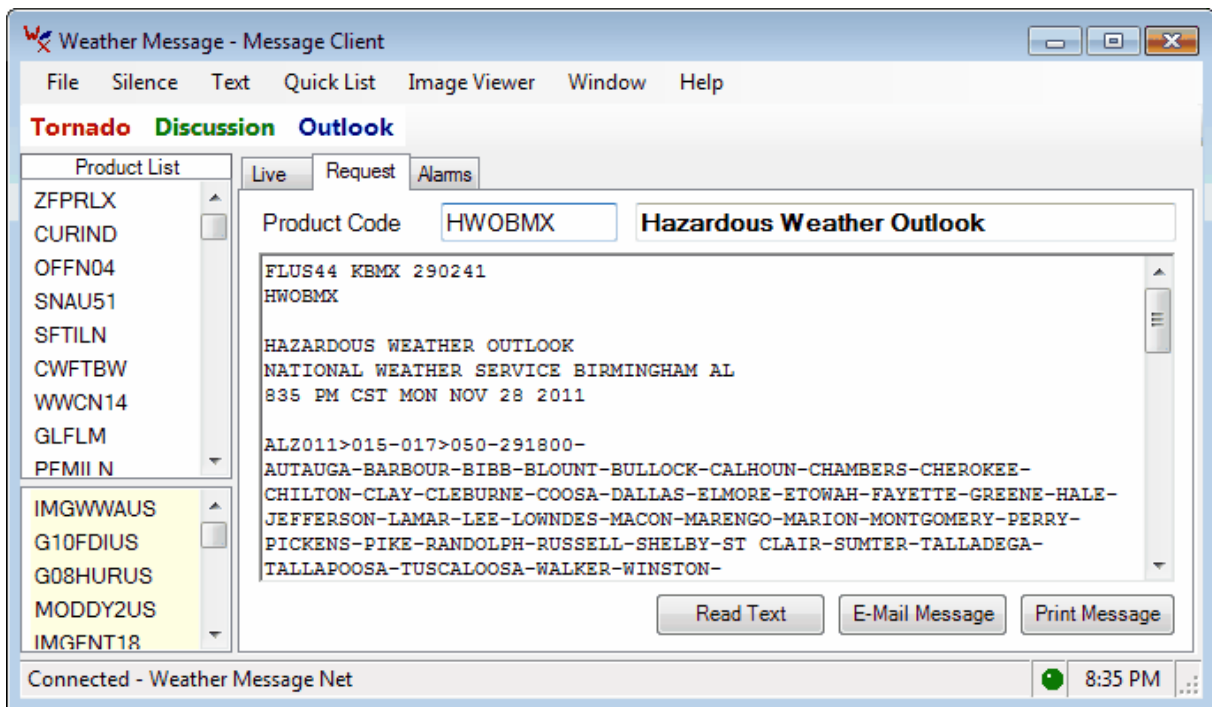 Weather Message - Message Client
File Silence Text Quick List Image Viewer Window Help
Tornado Discussion Outlook
Product List
ZFPRLX
CURIND
OFFN04
SNAU51
SFTILN
CWFTBW
WWCN14
GLFLM
PFMILN
IMGWWAUS
G10FDIUS
G08HURUS
MODDY2US
IMGENT18
Live Request Alarms
Product Code HWOBMX Hazardous Weather Outlook
FLUS44 KBMX 290241
HWOBMX
HAZARDOUS WEATHER OUTLOOK
NATIONAL WEATHER SERVICE BIRMINGHAM AL
835 PM CST MON NOV 28 2011
ALZ011>015-017>050-291800-
AUTAUGA-BARBOUR-BIBB-BLOUNT-BULLOCK-CALHOUN-CHAMBERS-CHEROKEE-
CHILTON-CLAY-CLEBURNE-COOSA-DALLAS-ELMORE-ETOWAH-FAYETTE-GREENE-HALE-
JEFFERSON-LAMAR-LEE-LOWNDES-MACON-MARENGO-MARION-MONTGOMERY-PERRY-
PICKENS-PIKE-RANDOLPH-RUSSELL-SHELBY-ST CLAIR-SUMTER-TALLADEGA-
TALLAPOOSA-TUSCALOOSA-WALKER-WINSTON-
Read Text E-Mail Message Print Message
Connected - Weather Message Net 8:35 PM